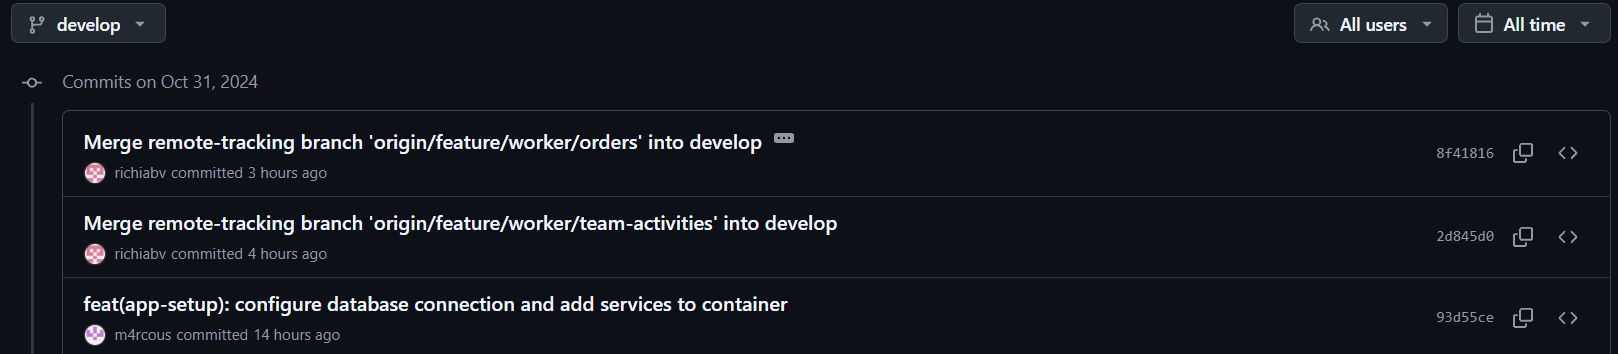 develop
All users
All time
Commits on Oct 31, 2024
Merge remote-tracking branch 'origin/feature/worker/orders' into develop
8f41816
richiabv committed 3 hours ago
Merge remote-tracking branch 'origin/feature/worker/team-activities' into develop
2d845d0
richiabv committed 4 hours ago
feat(app-setup): configure database connection and add services to container
93d55ce
m4rcous committed 14 hours ago